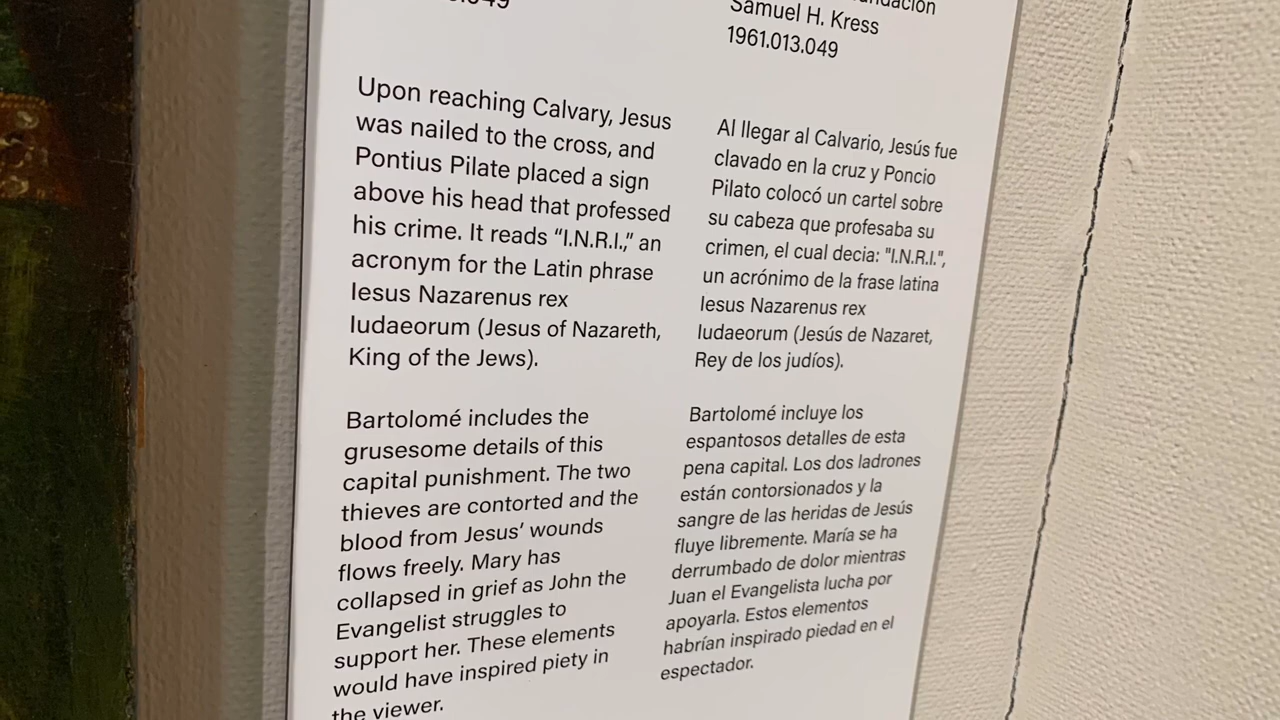 Samuel H. Kress
1961.013.049
Upon reaching Calvary, Jesus
was nailed to the cross, and
Pontius Pilate placed a sign
above his head that professed
his crime. It reads “I.N.R.I.,” an
acronym for the Latin phrase
Iesus Nazarenus rex
Iudaeorum (Jesus of Nazareth,
King of the Jews).
Bartolomé includes the
grusesome details of this
capital punishment. The two
thieves are contorted and the
blood from Jesus’ wounds
flows freely. Mary has
collapsed in grief as John the
Evangelist struggles to
support her. These elements
would have inspired piety in
the viewer.
Al llegar al Calvario, Jesús fue
clavado en la cruz y Poncio
Pilato colocó un cartel sobre
su cabeza que profesaba su
crimen, el cual decia: "I.N.R.I.",
un acrónimo de la frase latina
Iesus Nazarenus rex
Iudaeorum (Jesús de Nazaret,
Rey de los judíos).
Bartolomé incluye los
espantosos detalles de esta
pena capital. Los dos ladrones
están contorsionados y la
sangre de las heridas de Jesús
fluye libremente. María se ha
derrumbado de dolor mientras
Juan el Evangelista lucha por
apoyarla. Estos elementos
habrían inspirado piedad en el
espectador.